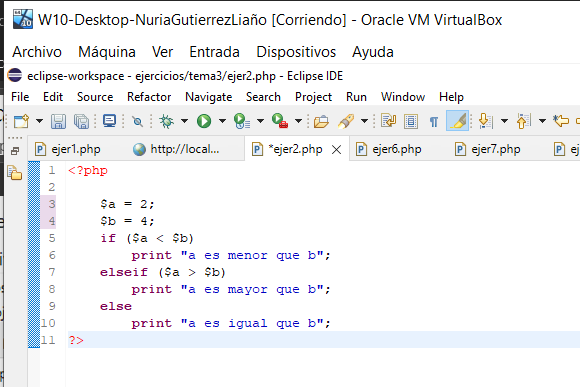 W10-Desktop-NuriaGutierrezLiaño [Corriendo] - Oracle VM VirtualBox
Archivo Máquina Ver Entrada Dispositivos Ayuda
eclipse-workspace - ejercicios/tema3/ejer2.php - Eclipse IDE
File Edit Source Refactor Navigate Search Project Run Window Help
ejer1.php http://local... *ejer2.php ejer6.php ejer7.php ej
1 <?php
2
3 $a = 2;
4 $b = 4;
5 if ($a < $b)
6 print "a es menor que b";
7 elseif ($a > $b)
8 print "a es mayor que b";
9 else
10 print "a es igual que b";
11 ?>